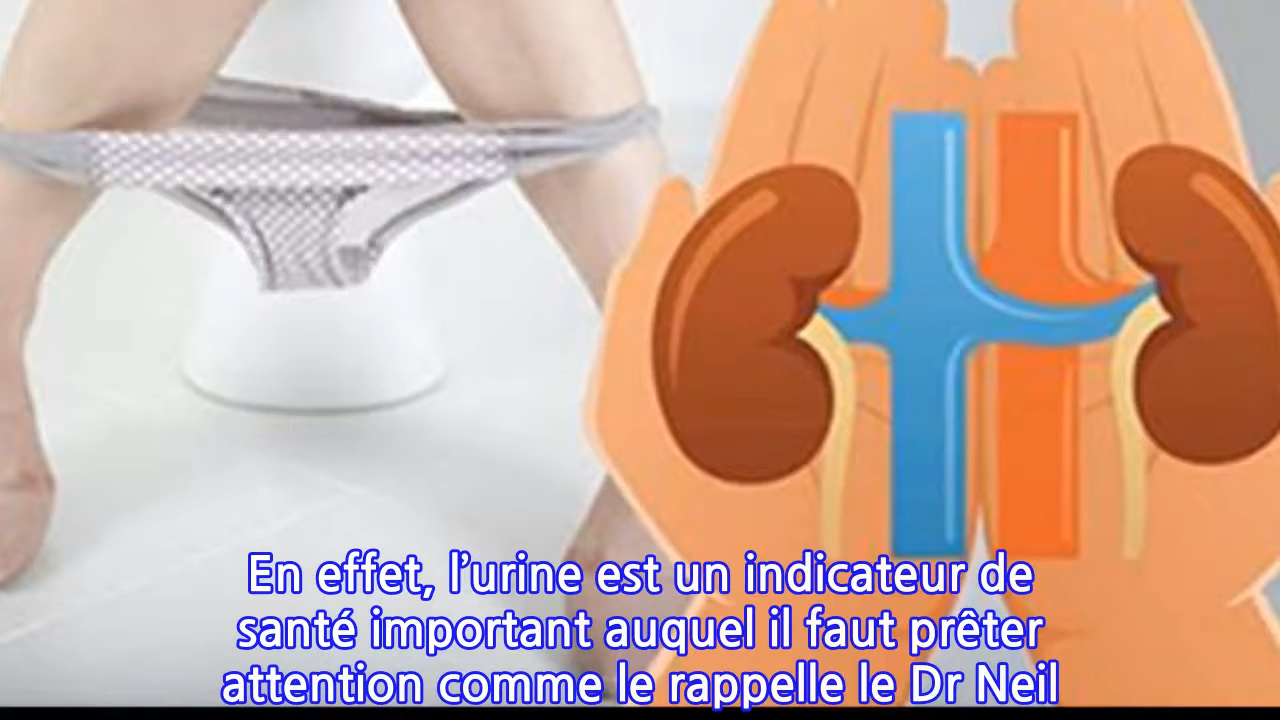 En effet, l’urine est un indicateur de
santé important auquel il faut prêter
attention comme le rappelle le Dr Neil